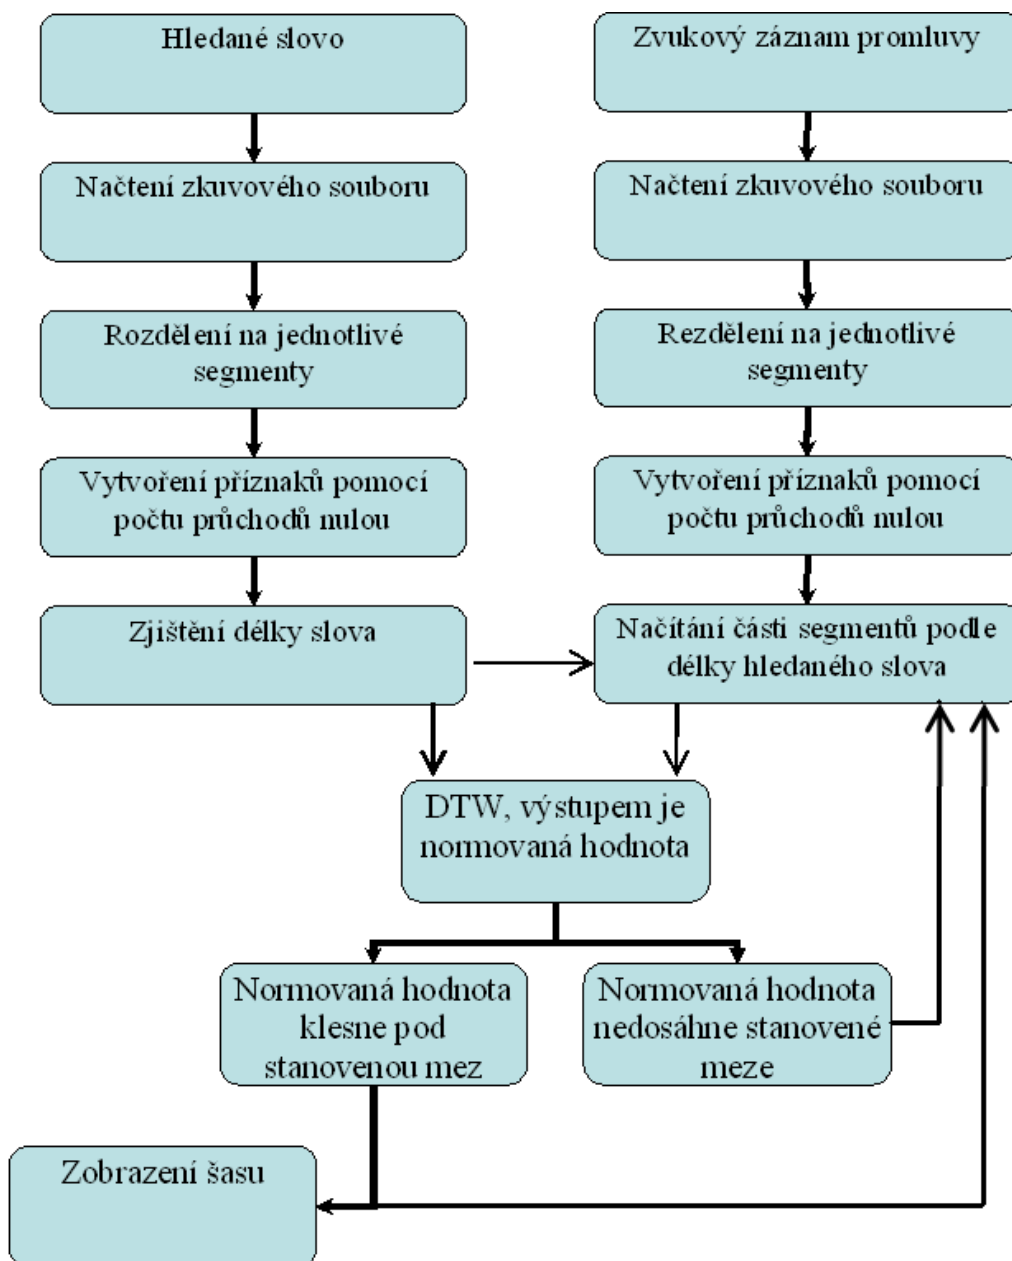 Hledané slovo
Zvukový záznam promluvy
Načtení zkuvového souboru
Načtení zkuvového souboru
Rozdělení na jednotlivé
segmenty
Rezdělení na jednotlivé
segmenty
Vytvoření příznaků pomocí
počtu průchodů nulou
Vytvoření příznaků pomocí
počtu průchodů nulou
Zjištění délky slova
Načítání části segmentů podle
délky hledaného slova
DTW, výstupem je
normovaná hodnota
Normovaná hodnota
klesne pod
stanovenou mez
Normovaná hodnota
nedosáhne stanovené
meze
Zobrazení šasu